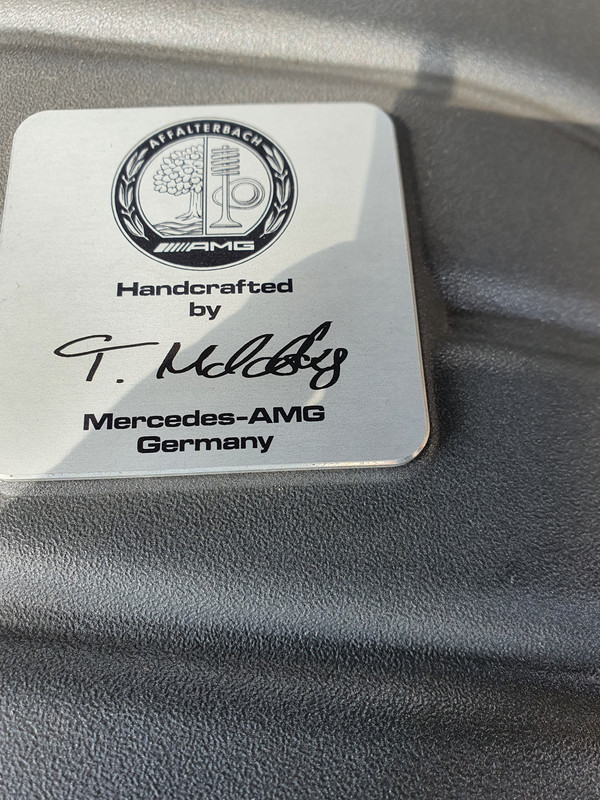 AFFALTERBACH
AMG
Handcrafted
by
T.
Mercedes-AMG
Germany